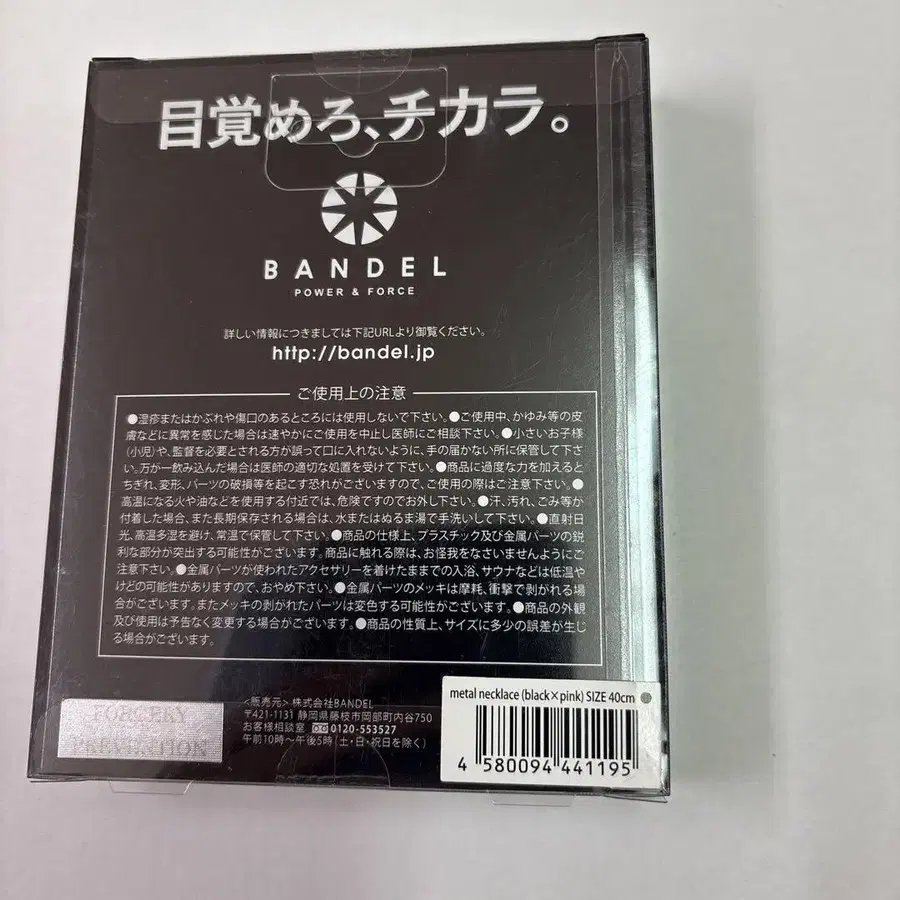 目覚めろ、チカラ。
BANDEL
POWER & FORCE
詳しい情報につきましては下記URLより御覧ください。
http://bandel.jp
ご使用上の注意
●湿疹またはかぶれや傷口のあるところには使用しないで下さい。●ご使用中、かゆみ等の皮
膚などに異常を感じた場合は速やかにご使用を中止し医師にご相談下さい。●小さいお子様
(小児)や、監督を必要とされる方が誤って口に入れないように、手の届かない所に保管して下さ
い。万が一飲み込んだ場合は医師の適切な処置を受けて下さい。●商品に過度な力を加えると
ちぎれ、変形、パーツの破損等を起こす恐れがございますので、ご使用の際はご注意下さい。●
高温になる火や油などを使用する付近では、危険ですのでお外し下さい。●汗、汚れ、ごみ等が
付着した場合、また長期保存される場合は、水またはぬるま湯で手洗いして下さい。●直射日
光、高温多湿を避け、常温で保管して下さい。●商品の仕様上、プラスチック及び金属パーツの鋭
利な部分が突出する可能性がございます。商品に触れる際は、お怪我をなさいませんようにご
注意下さい。●金属パーツが使われたアクセサリーを着けたままでの入浴、サウナなどは低温や
けどの可能性がありますので、おやめ下さい。●金属パーツのメッキは摩耗、衝撃で剥がれる場
合がございます。またメッキの剥がれたパーツは変色する可能性がございます。●商品の外観
及び使用は予告なく変更する場合がございます。●商品の性質上、サイズに多少の誤差が生じ
る場合がございます。
FORGERY
PREVENTION
<販売元> 株式会社BANDEL
〒421-1131 静岡県藤枝市岡部町内谷750
お客様相談室 0120-553527
午前10時〜午後5時(土・日・祝日を除く)
metal necklace (black×pink) SIZE 40cm
4 580094 441195